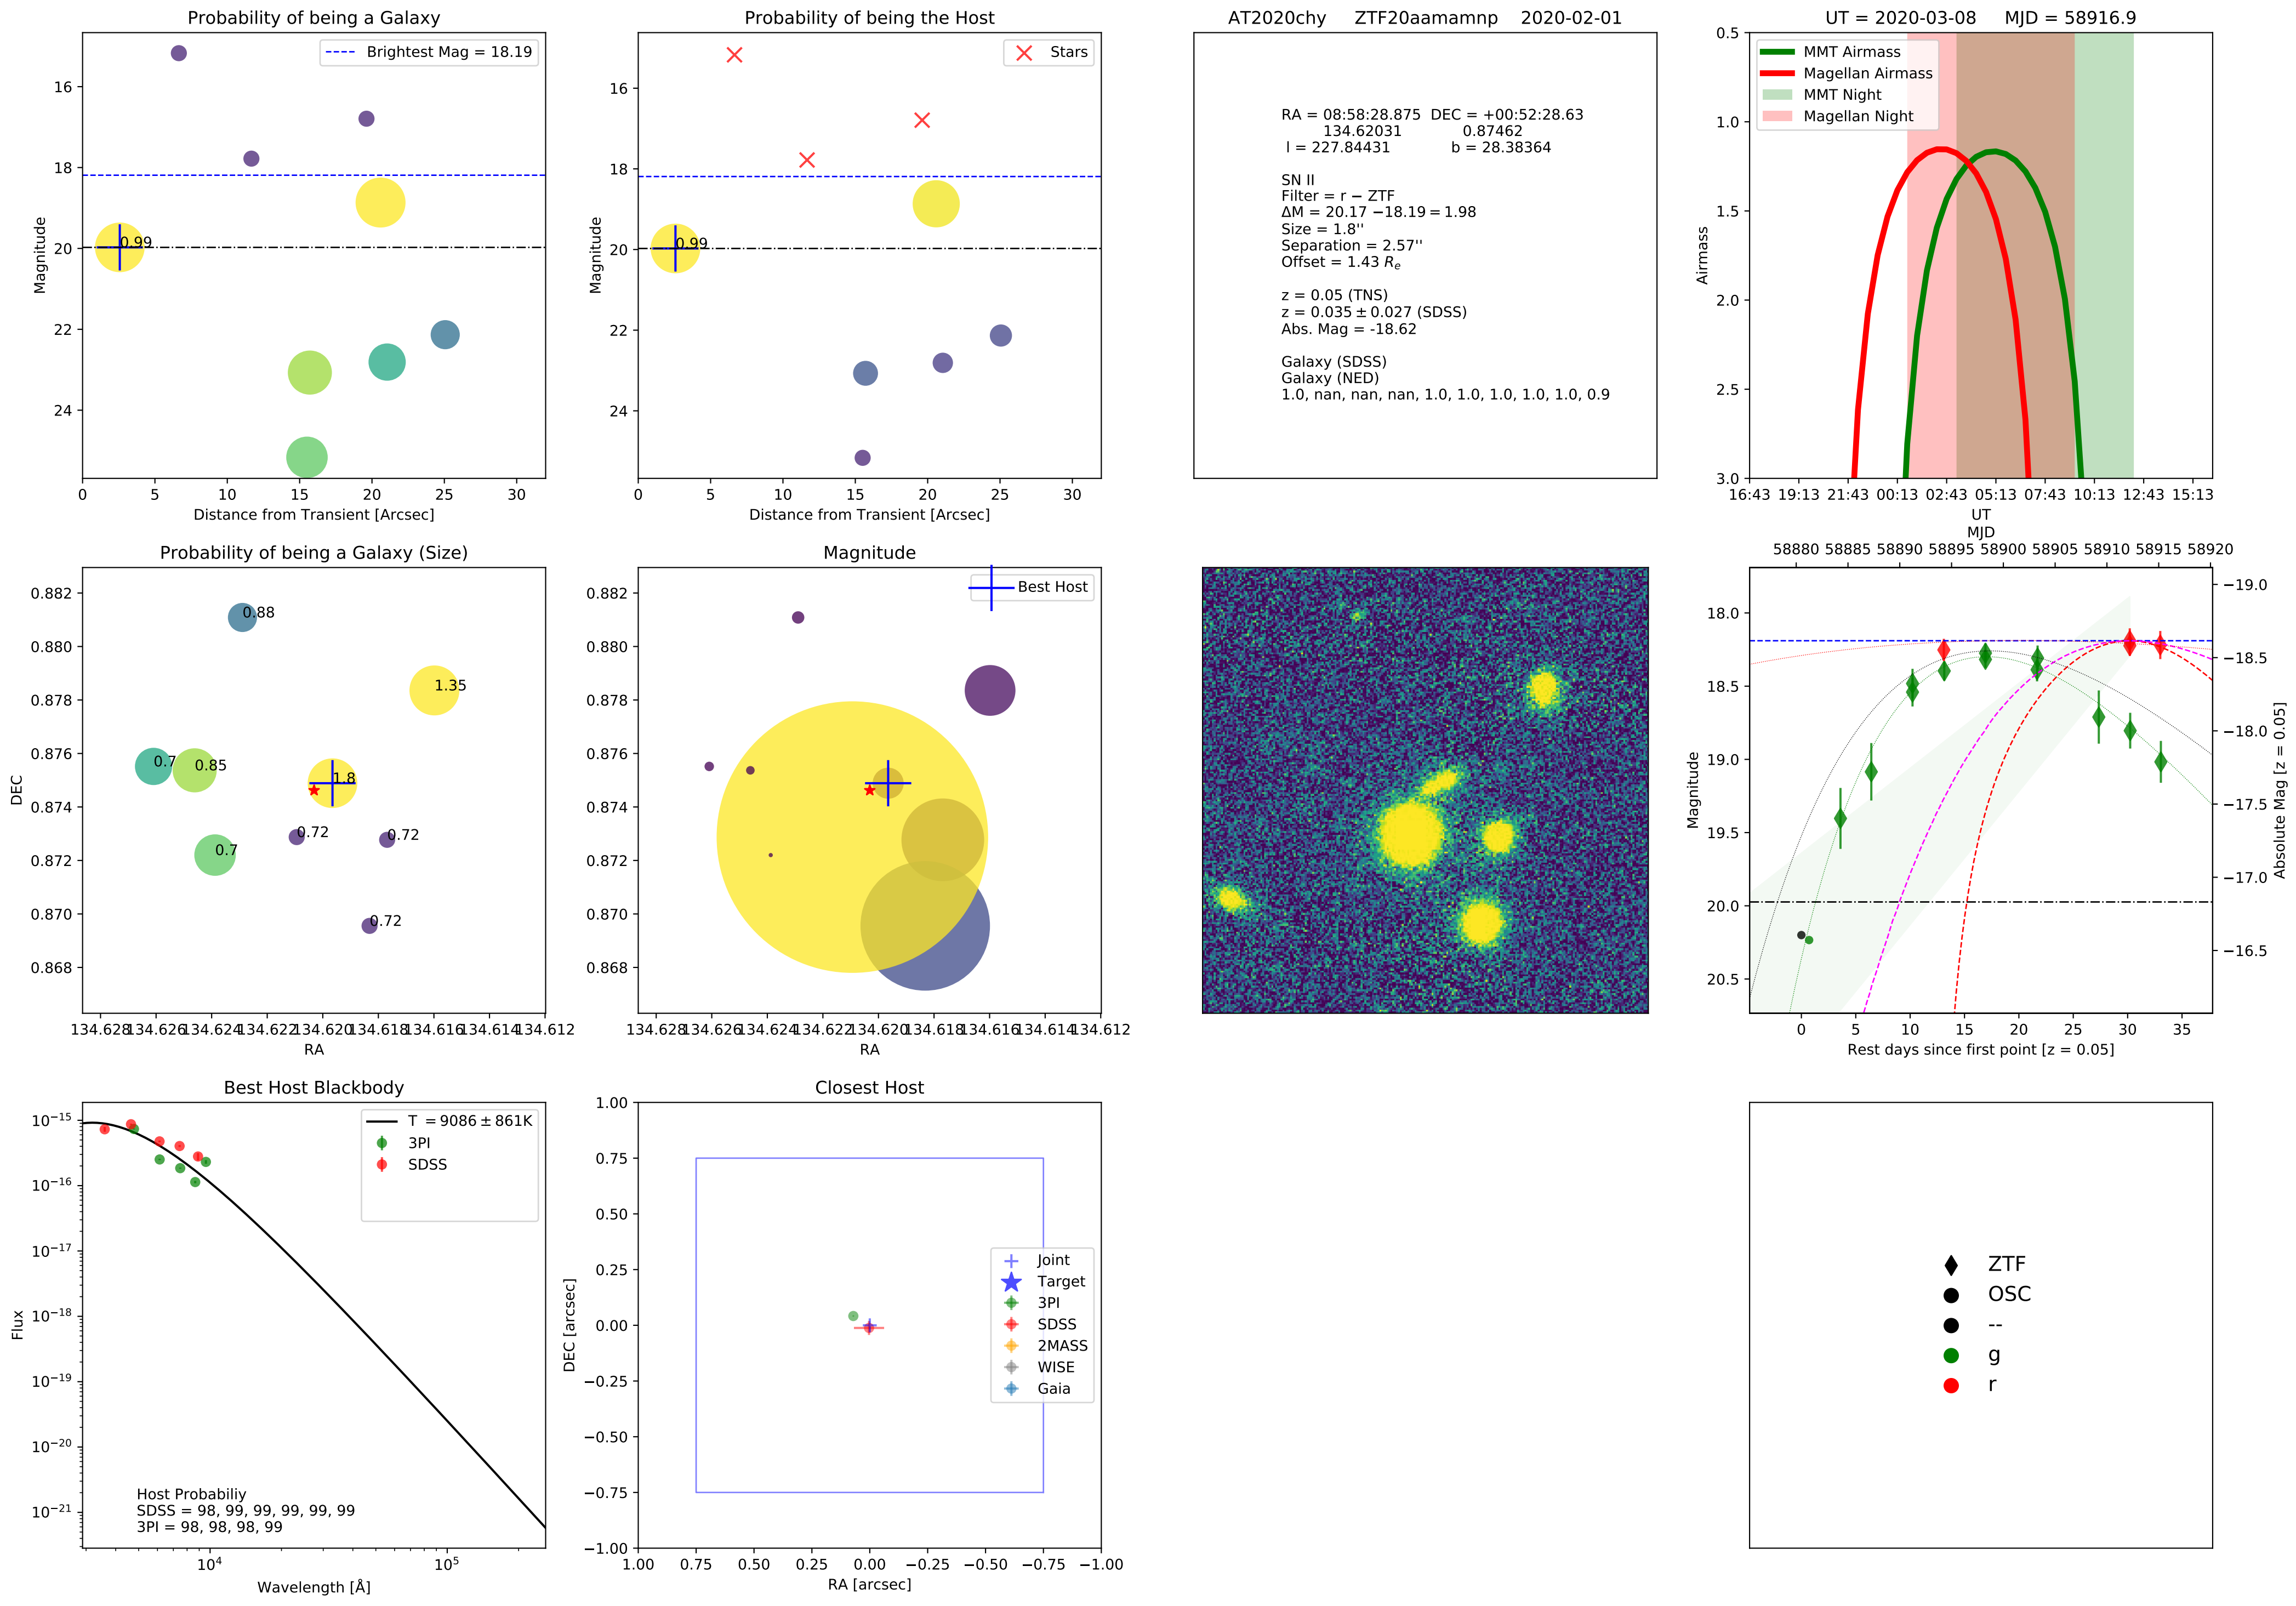 Probability of being a Galaxy
Brightest Mag = 18.19
0.99
16
18
20
22
24
Magnitude
0 5 10 15 20 25 30
Distance from Transient [Arcsec]
Probability of being the Host
Stars
0.99
16
18
20
22
24
Magnitude
0 5 10 15 20 25 30
Distance from Transient [Arcsec]
AT2020chy ZTF20aamamnp 2020-02-01
RA = 08:58:28.875 DEC = +00:52:28.63
134.62031 0.87462
l = 227.84431 b = 28.38364
SN II
Filter = r − ZTF
ΔM = 20.17 −18.19 = 1.98
Size = 1.8''
Separation = 2.57''
Offset = 1.43 Re
z = 0.05 (TNS)
z = 0.035 ± 0.027 (SDSS)
Abs. Mag = -18.62
Galaxy (SDSS)
Galaxy (NED)
1.0, nan, nan, nan, 1.0, 1.0, 1.0, 1.0, 1.0, 0.9
UT = 2020-03-08 MJD = 58916.9
MMT Airmass
Magellan Airmass
MMT Night
Magellan Night
0.5
1.0
1.5
2.0
2.5
3.0
Airmass
16:43 19:13 21:43 00:13 02:43 05:13 07:43 10:13 12:43 15:13
UT
Probability of being a Galaxy (Size)
0.88
1.35
0.7
0.85
1.8
0.72
0.72
0.7
0.72
0.882
0.880
0.878
0.876
0.874
0.872
0.870
0.868
DEC
134.628 134.626 134.624 134.622 134.620 134.618 134.616 134.614 134.612
RA
Magnitude
Best Host
0.882
0.880
0.878
0.876
0.874
0.872
0.870
0.868
134.628 134.626 134.624 134.622 134.620 134.618 134.616 134.614 134.612
RA
MJD
58880 58885 58890 58895 58900 58905 58910 58915 58920
18.0
18.5
19.0
19.5
20.0
20.5
Magnitude
−19.0
−18.5
−18.0
−17.5
−17.0
−16.5
Absolute Mag [z = 0.05]
0 5 10 15 20 25 30 35
Rest days since first point [z = 0.05]
Best Host Blackbody
T = 9086 ± 861K
3PI
SDSS
10−15
10−16
10−17
10−18
10−19
10−20
10−21
Flux
Host Probabiliy
SDSS = 98, 99, 99, 99, 99, 99
3PI = 98, 98, 98, 99
104 105
Wavelength [Å]
Closest Host
Joint
Target
3PI
SDSS
2MASS
WISE
Gaia
1.00
0.75
0.50
0.25
0.00
−0.25
−0.50
−0.75
−1.00
DEC [arcsec]
1.00 0.75 0.50 0.25 0.00 −0.25 −0.50 −0.75 −1.00
RA [arcsec]
ZTF
OSC
--
g
r